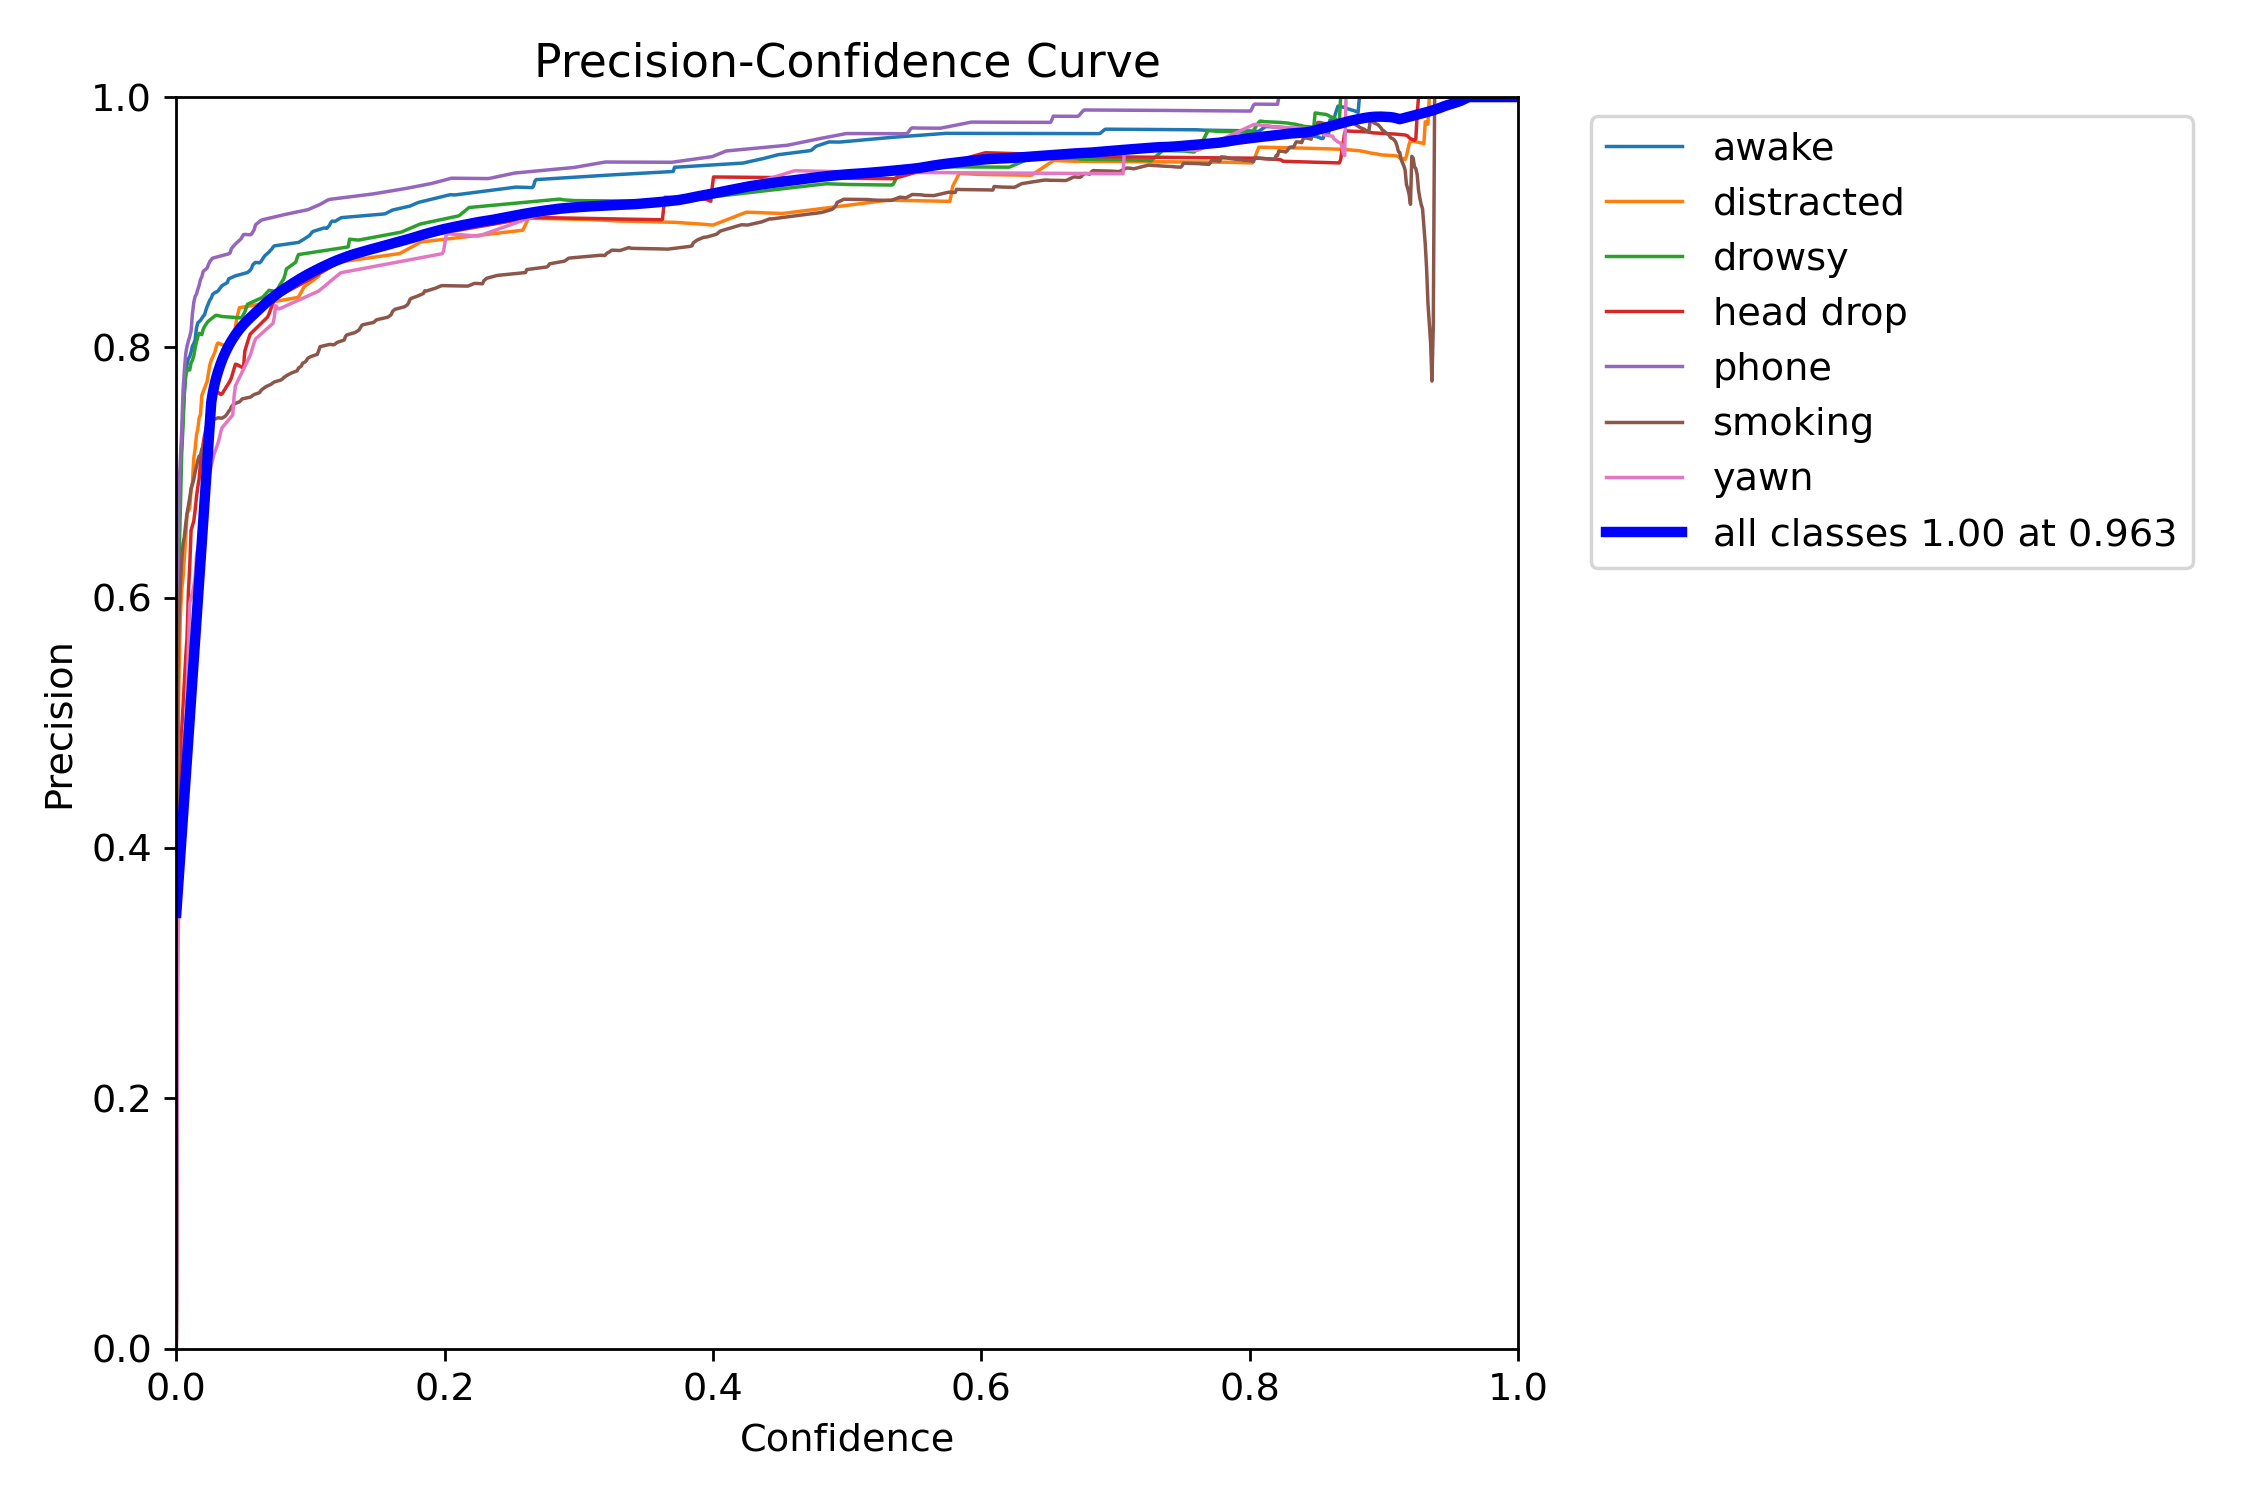 Precision-Confidence Curve
1.0
0.8
0.6
0.4
0.2
0.0
Precision
0.0 0.2 0.4 0.6 0.8 1.0
Confidence
awake
distracted
drowsy
head drop
phone
smoking
yawn
all classes 1.00 at 0.963